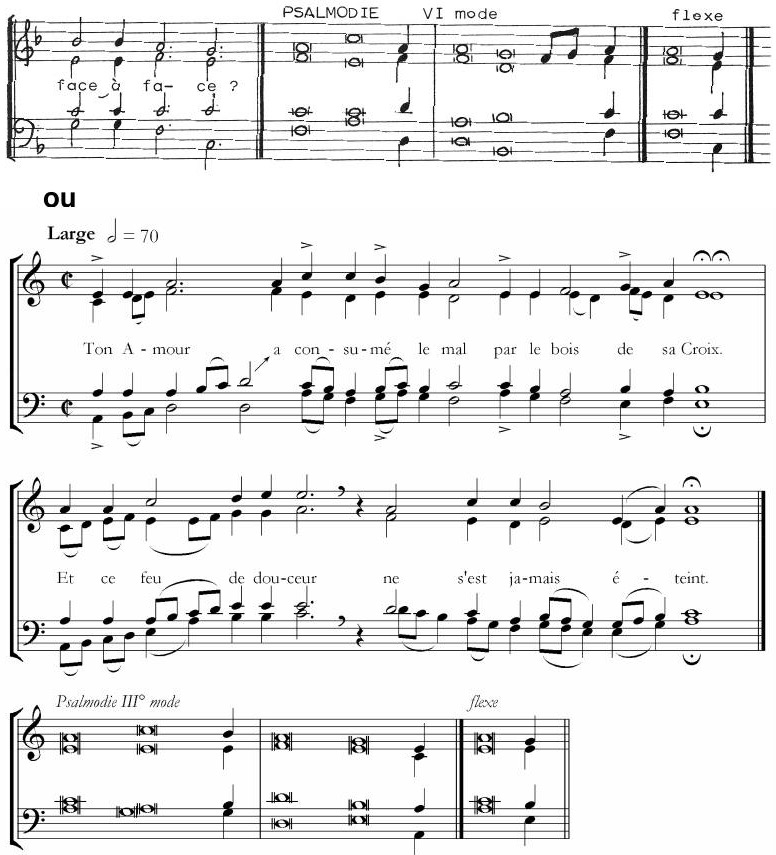 PSALMODIE VI mode flexe
face à fa- ce ?
ou
Large = 70
Ton A - mour a con - su - mé le mal par le bois de sa Croix.
Et ce feu de dou-ceur ne s'est ja-mais é - teint.
Psalmodie III° mode flexe